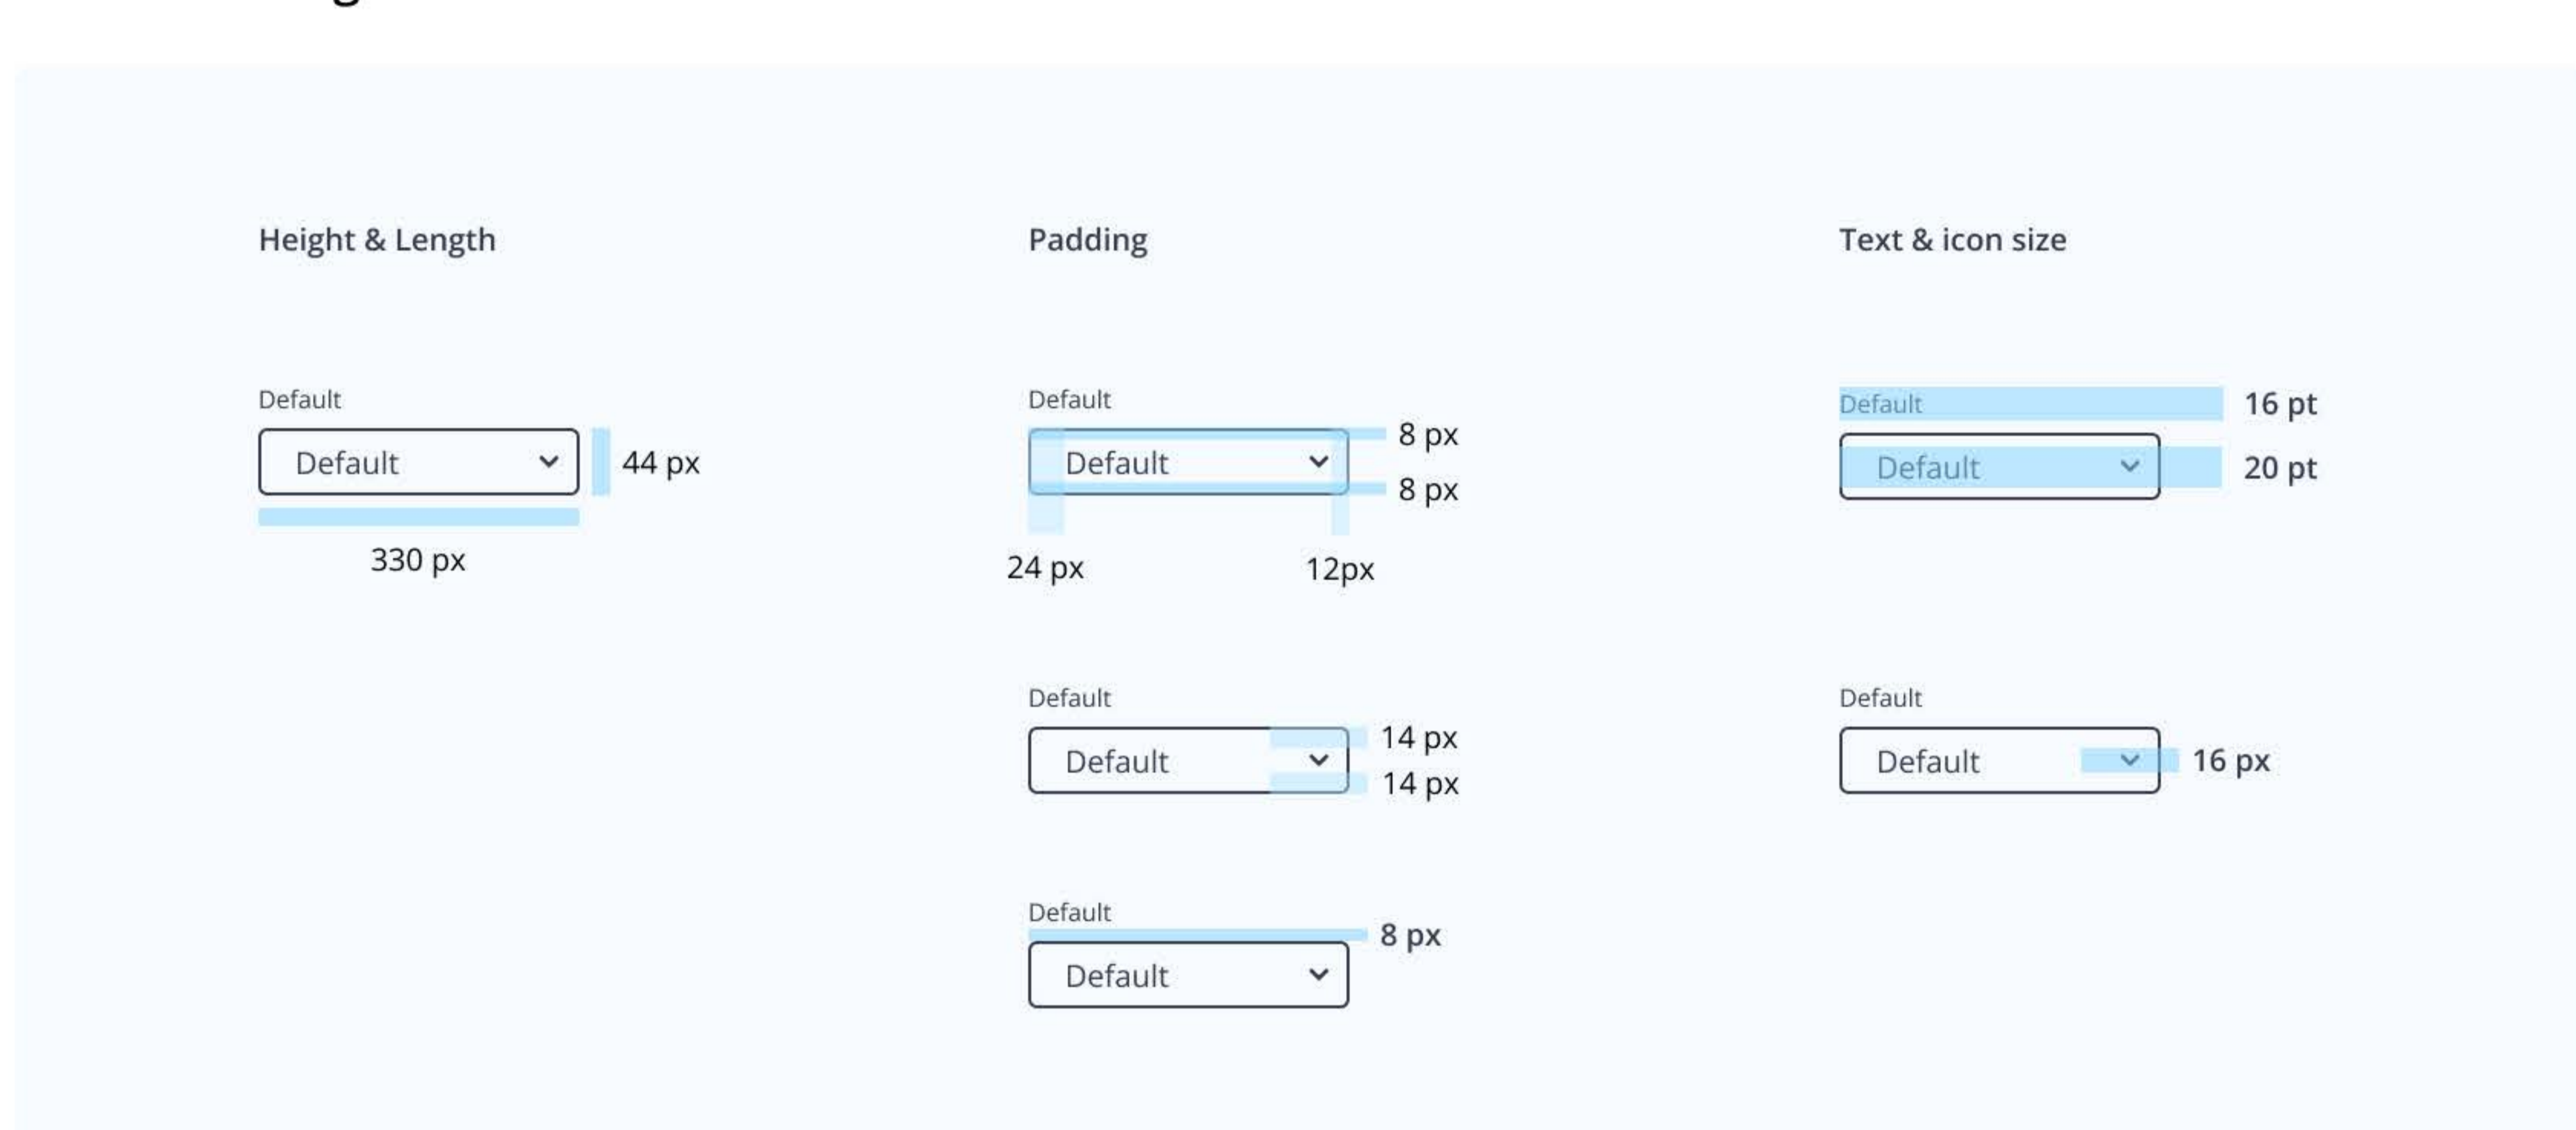 Height & Length
Padding
Text & icon size
Default
Default
44 px
330 px
Default
Default
8 px
8 px
24 px
12px
Default
16 pt
Default
20 pt
Default
Default
14 px
14 px
Default
Default
16 px
Default
8 px
Default